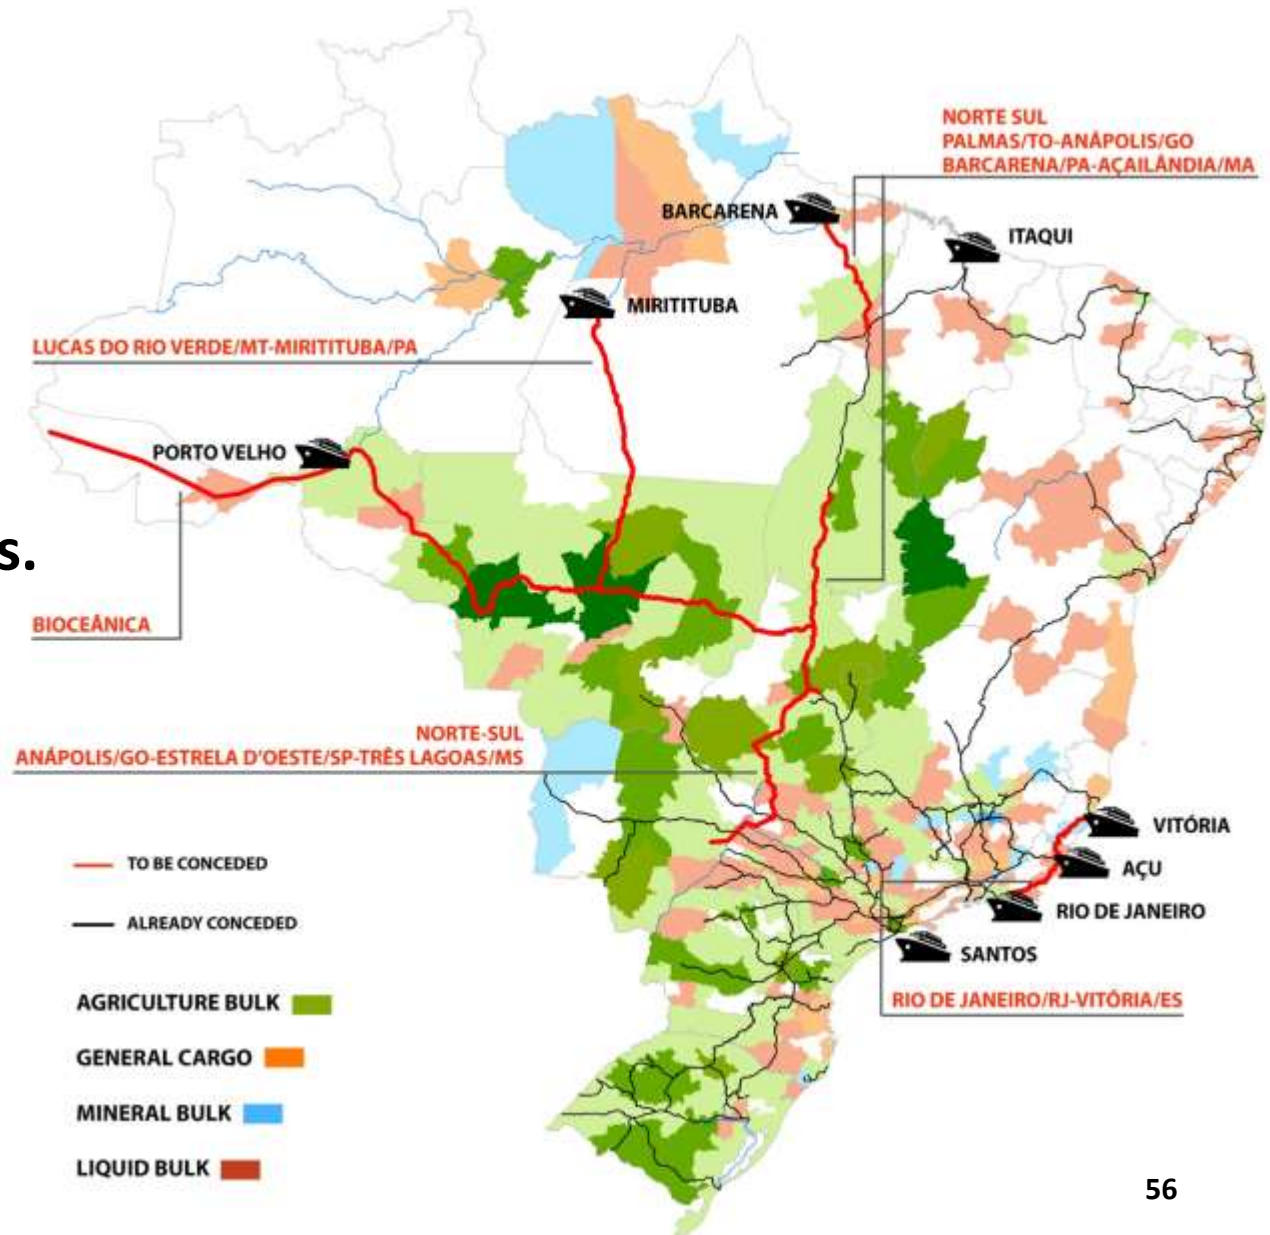 NORTE SUL
PALMAS/TO-ANÁPOLIS/GO
BARCARENA/PA-AÇAILÂNDIA/MA
BARCARENA
ITAQUI
MIRITITUBA
LUCAS DO RIO VERDE/MT-MIRITITUBA/PA
PORTO VELHO
s.
BIOCEÂNICA
NORTE-SUL
ANÁPOLIS/GO-ESTRELA D'OESTE/SP-TRÊS LAGOAS/MS
VITÓRIA
TO BE CONCEDED
AÇU
RIO DE JANEIRO
ALREADY CONCEDED
SANTOS
RIO DE JANEIRO/RJ-VITÓRIA/ES
AGRICULTURE BULK
GENERAL CARGO
MINERAL BULK
LIQUID BULK
56